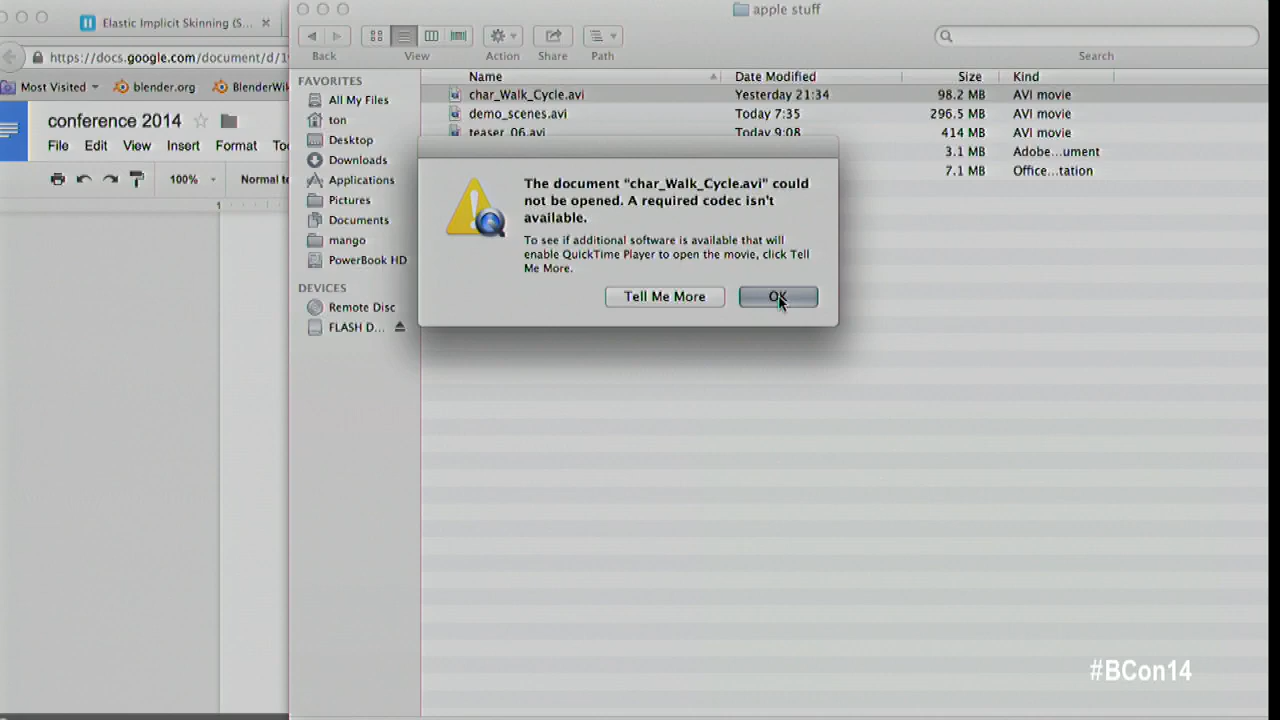 Elastic Implicit Skinning (S...
apple stuff
Back
View
Action
Share
Path
Search
https://docs.google.com/document/d/1
Most Visited
blender.org
BlenderWik
conference 2014
File Edit View Insert Format To
100%
Normal te
1
FAVORITES
All My Files
ton
Desktop
Downloads
Applications
Pictures
Documents
mango
PowerBook HD
DEVICES
Remote Disc
FLASH D...
Name Date Modified Size Kind
char_Walk_Cycle.avi Yesterday 21:34 98.2 MB AVI movie
demo_scenes.avi Today 7:35 296.5 MB AVI movie
teaser_06.avi Today 9:08 414 MB AVI movie
3.1 MB Adobe...ument
7.1 MB Office...tation
The document "char_Walk_Cycle.avi" could
not be opened. A required codec isn't
available.
To see if additional software is available that will
enable QuickTime Player to open the movie, click Tell
Me More.
Tell Me More
OK
#BCon14